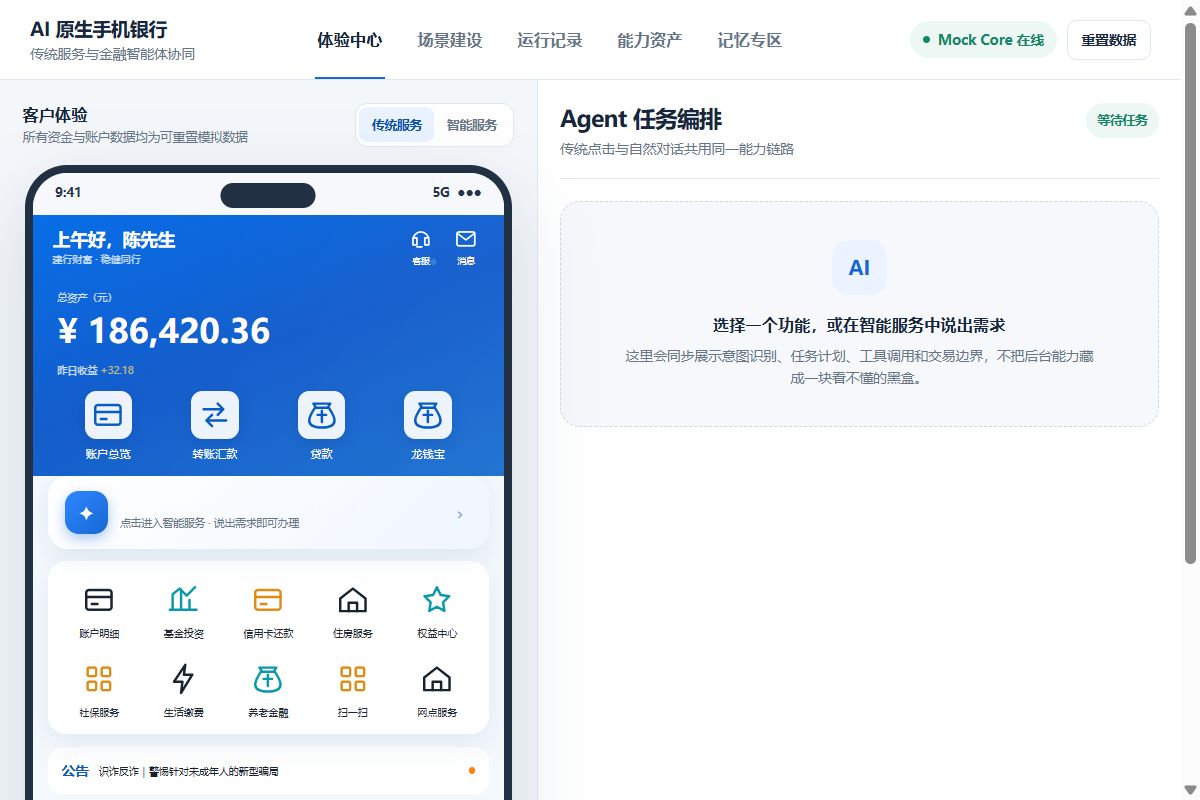 AI 原生手机银行
传统服务与金融智能体协同
体验中心
场景建设
运行记录
能力资产
记忆专区
Mock Core 在线
重置数据
客户体验
所有资金与账户数据均为可重置模拟数据
传统服务
智能服务
9:41
5G
上午好，陈先生
建行财富 · 稳健同行
客服
消息
总资产（元）
¥ 186,420.36
昨日收益 +32.18
账户总览
转账汇款
贷款
龙钱宝
点击进入智能服务 · 说出需求即可办理
账户明细
基金投资
信用卡还款
住房服务
权益中心
社保服务
生活缴费
养老金融
扫一扫
网点服务
公告
识诈反诈 | 警惕针对未成年人的新型骗局
Agent 任务编排
传统点击与自然对话共用同一能力链路
等待任务
AI
选择一个功能，或在智能服务中说出需求
这里会同步展示意图识别、任务计划、工具调用和交易边界，不把后台能力藏
成一块看不懂的黑盒。